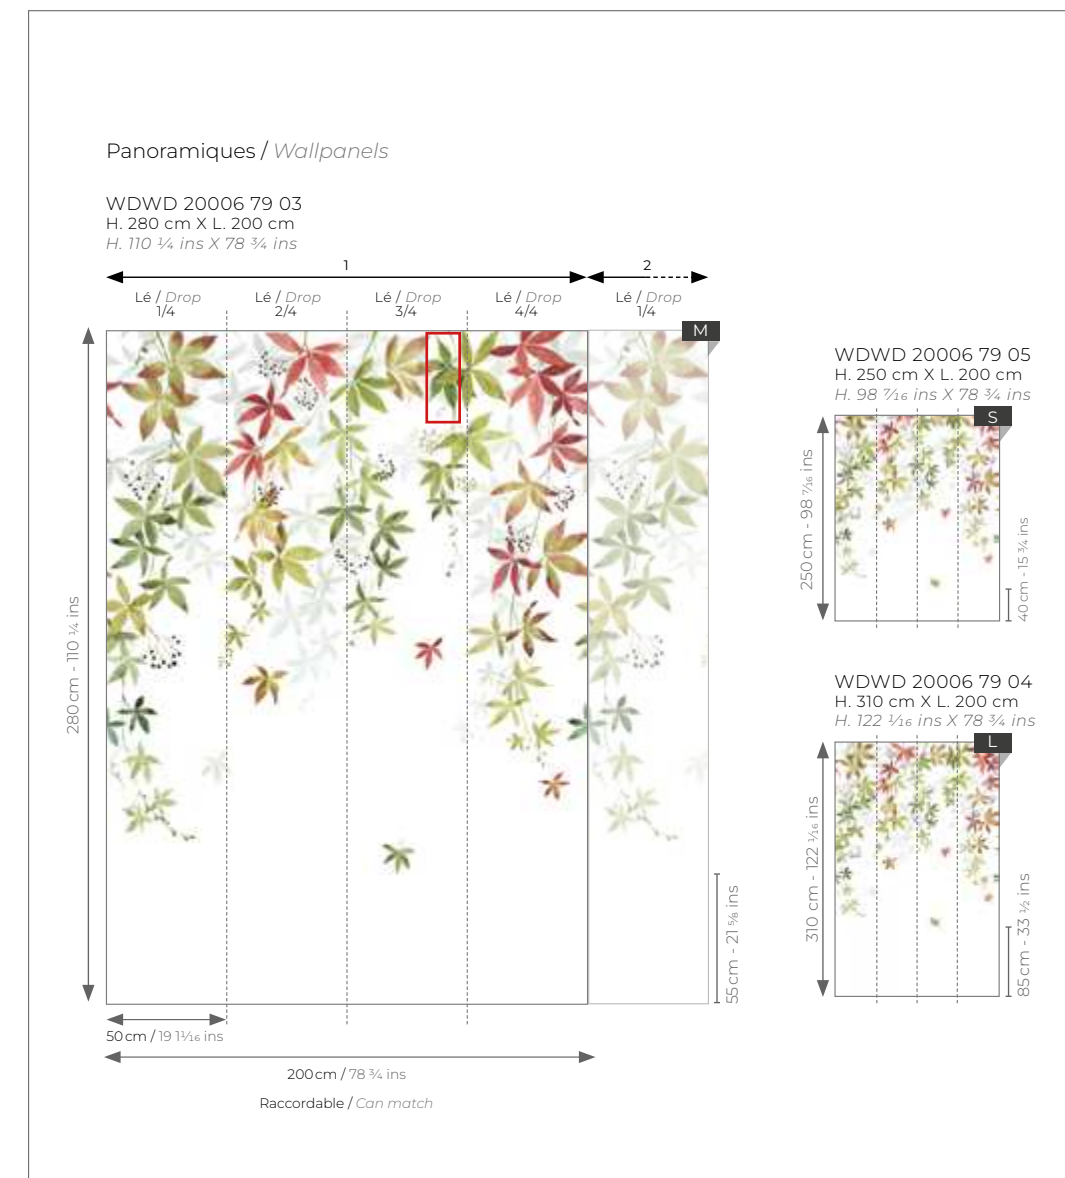 Panoramiques / Wallpanels
WDWD 20006 79 03
H. 280 cm X L. 200 cm
H. 110 ¼ ins X 78 ¾ ins
1
2
Lé / Drop
1/4
Lé / Drop
2/4
Lé / Drop
3/4
Lé / Drop
4/4
Lé / Drop
1/4
M
280 cm - 110 ¼ ins
55 cm - 21 ⅝ ins
50 cm / 19 11⁄16 ins
200 cm / 78 ¾ ins
Raccordable / Can match
WDWD 20006 79 05
H. 250 cm X L. 200 cm
H. 98 7⁄16 ins X 78 ¾ ins
S
250 cm - 98 7⁄16 ins
40 cm - 15 ¾ ins
WDWD 20006 79 04
H. 310 cm X L. 200 cm
H. 122 1⁄16 ins X 78 ¾ ins
L
310 cm - 122 1⁄16 ins
85 cm - 33 ½ ins